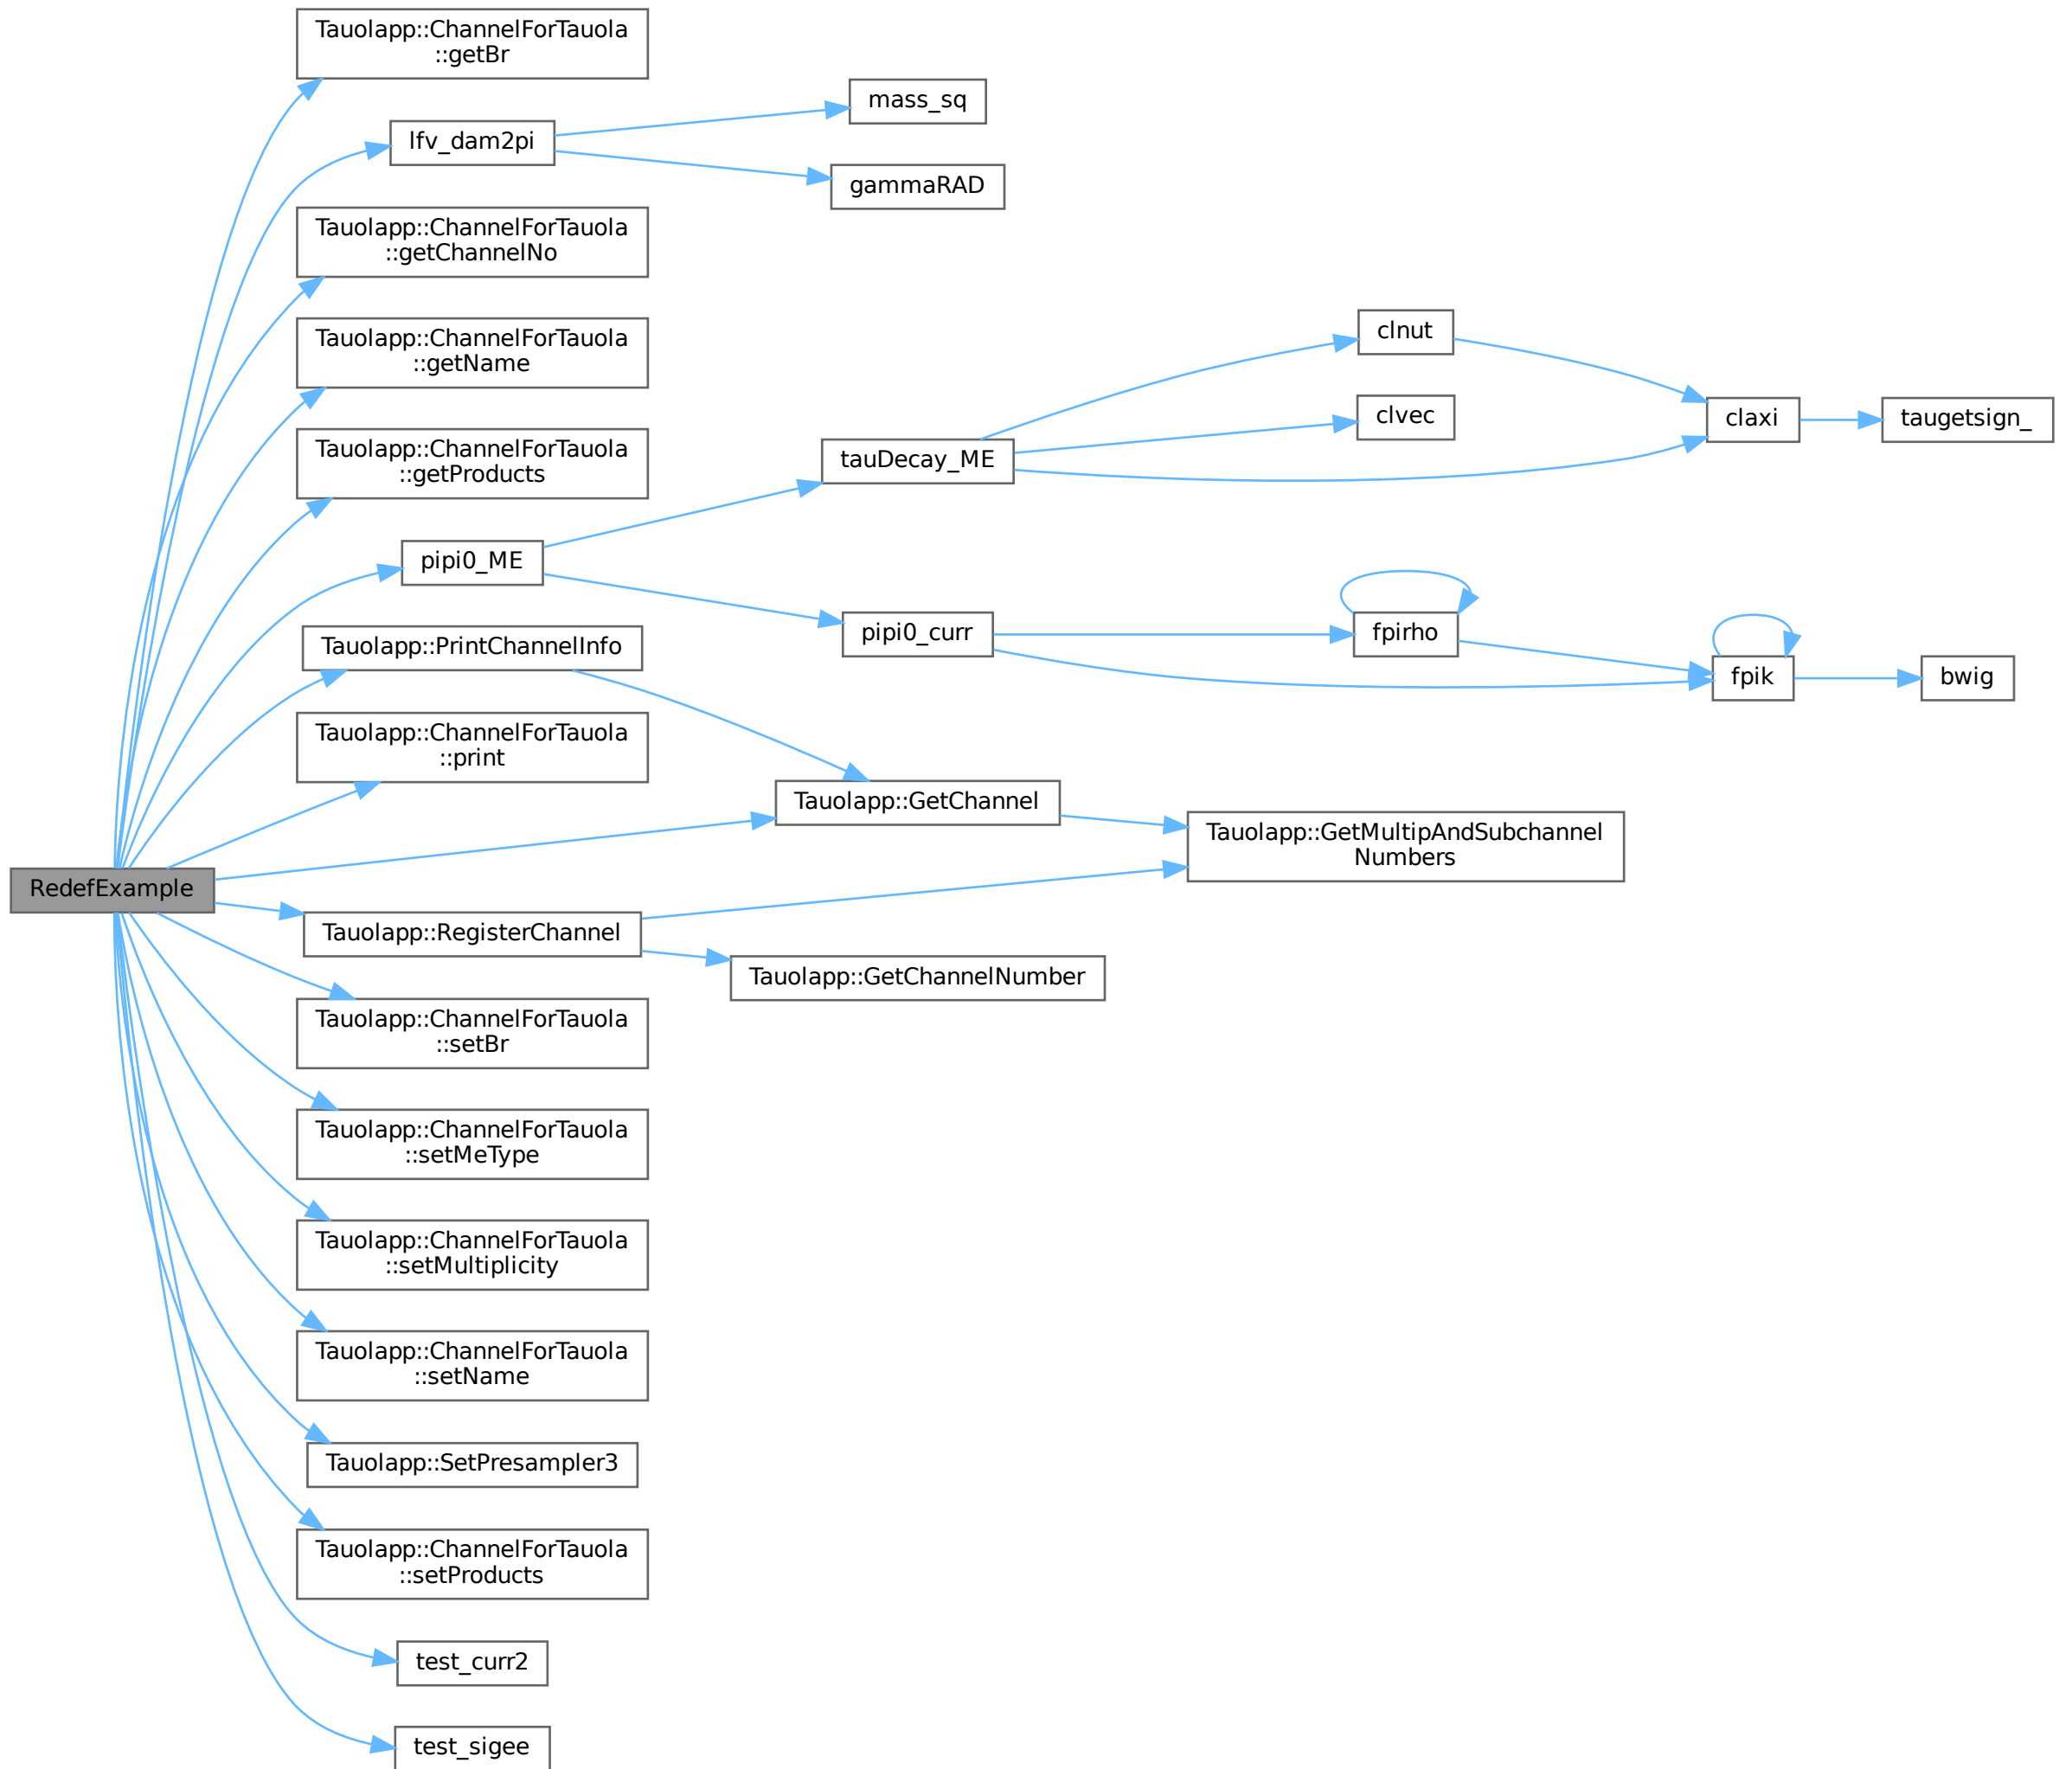 Tauolapp::ChannelForTauola
::getBr
mass_sq
lfv_dam2pi
gammaRAD
Tauolapp::ChannelForTauola
::getChannelNo
Tauolapp::ChannelForTauola
::getName
clnut
clvec
claxi
taugetsign_
Tauolapp::ChannelForTauola
::getProducts
tauDecay_ME
pipi0_ME
pipi0_curr
fpirho
Tauolapp::PrintChannelInfo
fpik
bwig
Tauolapp::ChannelForTauola
::print
Tauolapp::GetChannel
Tauolapp::GetMultipAndSubchannel
Numbers
RedefExample
Tauolapp::RegisterChannel
Tauolapp::GetChannelNumber
Tauolapp::ChannelForTauola
::setBr
Tauolapp::ChannelForTauola
::setMeType
Tauolapp::ChannelForTauola
::setMultiplicity
Tauolapp::ChannelForTauola
::setName
Tauolapp::SetPresampler3
Tauolapp::ChannelForTauola
::setProducts
test_curr2
test_sigee